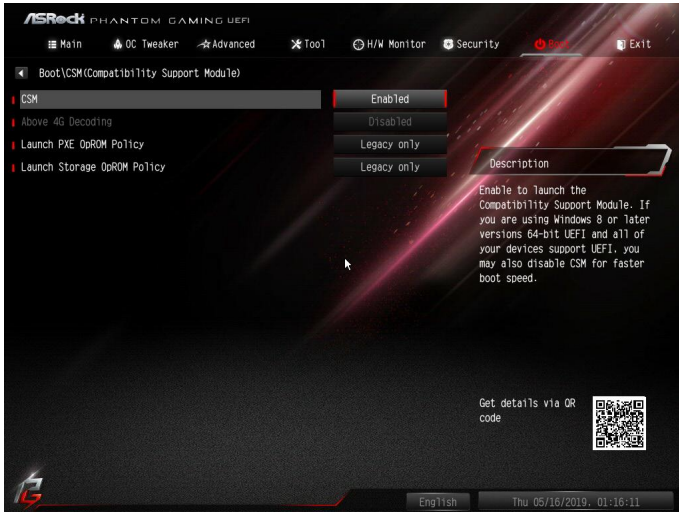 ASRock PHANTOM GAMING UEFI
Main OC Tweaker Advanced Tool H/W Monitor Security Boot Exit
Boot\CSM(Compatibility Support Module)
CSM Enabled
Above 4G Decoding Disabled
Launch PXE OpROM Policy Legacy only
Launch Storage OpROM Policy Legacy only
Description
Enable to launch the
Compatibility Support Module. If
you are using Windows 8 or later
versions 64-bit UEFI and all of
your devices support UEFI, you
may also disable CSM for faster
boot speed.
Get details via QR
code
English Thu 05/16/2019. 01:16:11